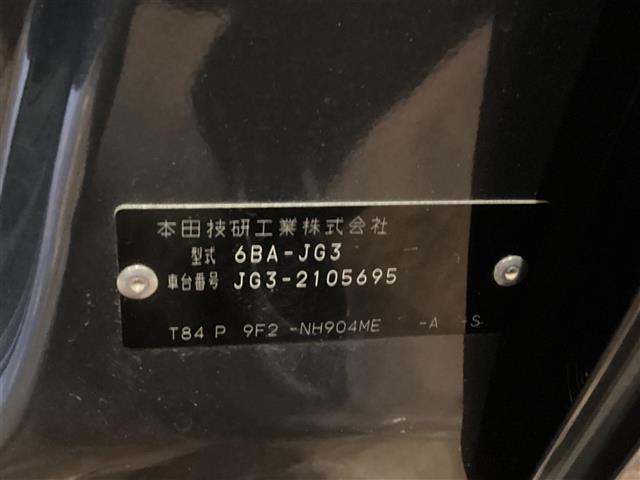 本田技研工業株式会社
型式 6BA-JG3
車台番号 JG3-2105695
T84 P 9F2 -NH904ME -A -S